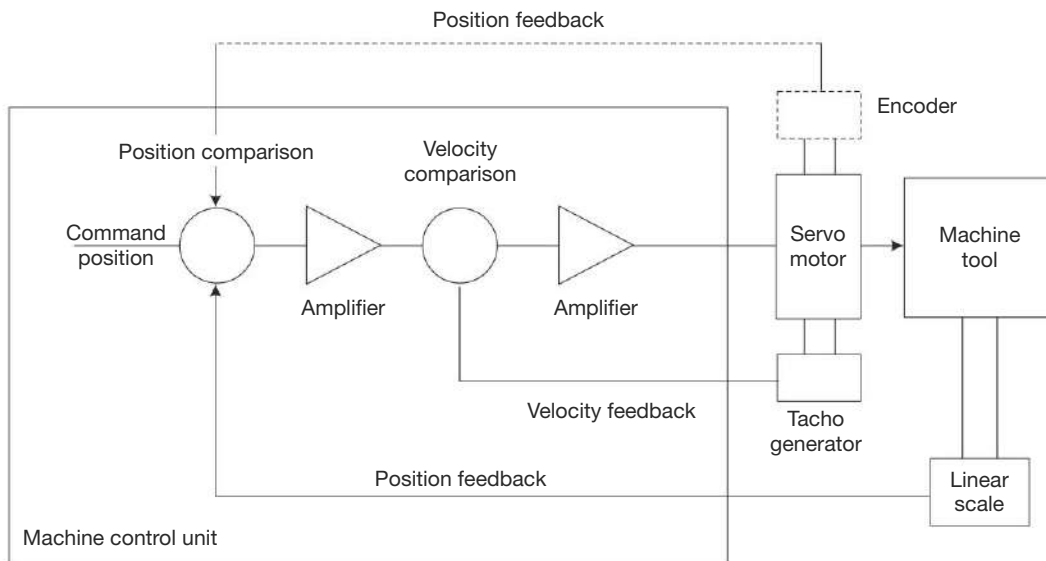 Position feedback
Encoder
Position comparison
Velocity
comparison
Command
position
Amplifier
Amplifier
Servo
motor
Machine
tool
Velocity feedback
Tacho
generator
Position feedback
Linear
scale
Machine control unit